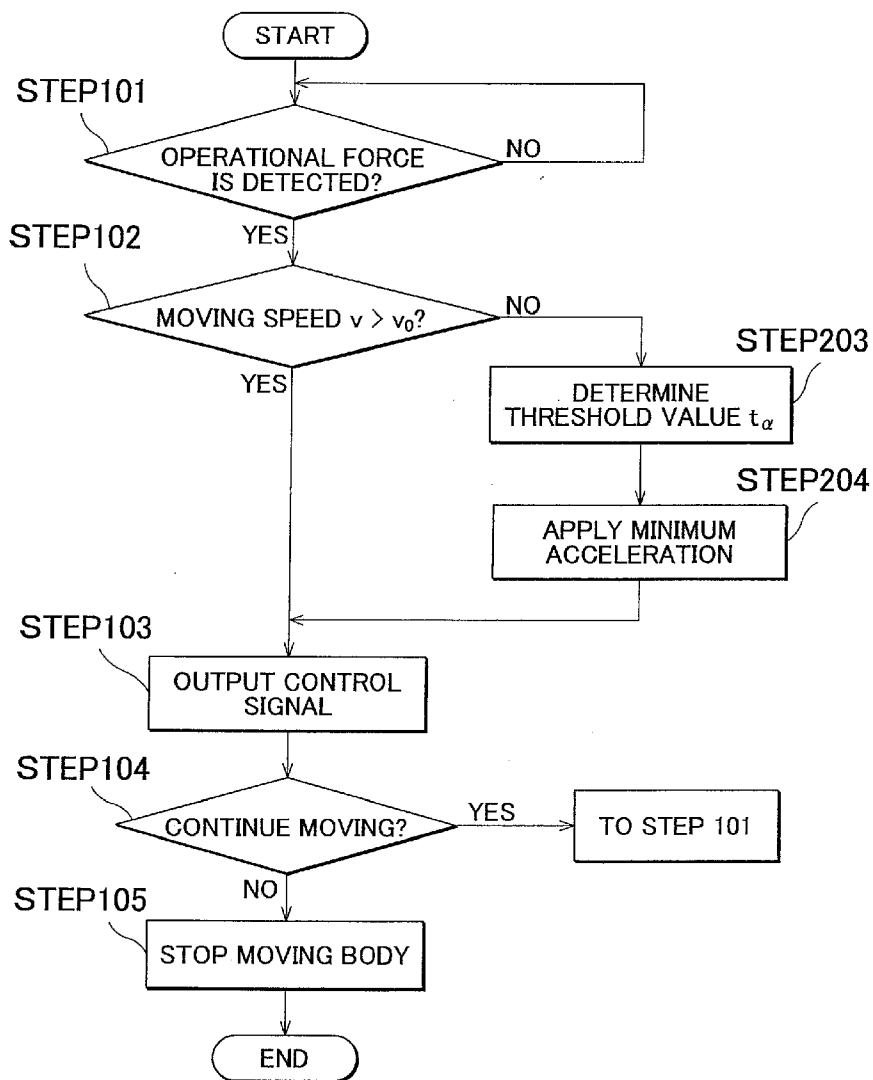 START
STEP101
OPERATIONAL FORCE
IS DETECTED?
NO
YES
STEP102
MOVING SPEED v > v₀?
NO
YES
STEP203
DETERMINE
THRESHOLD VALUE tα
STEP204
APPLY MINIMUM
ACCELERATION
STEP103
OUTPUT CONTROL
SIGNAL
STEP104
CONTINUE MOVING?
YES
TO STEP 101
NO
STEP105
STOP MOVING BODY
END